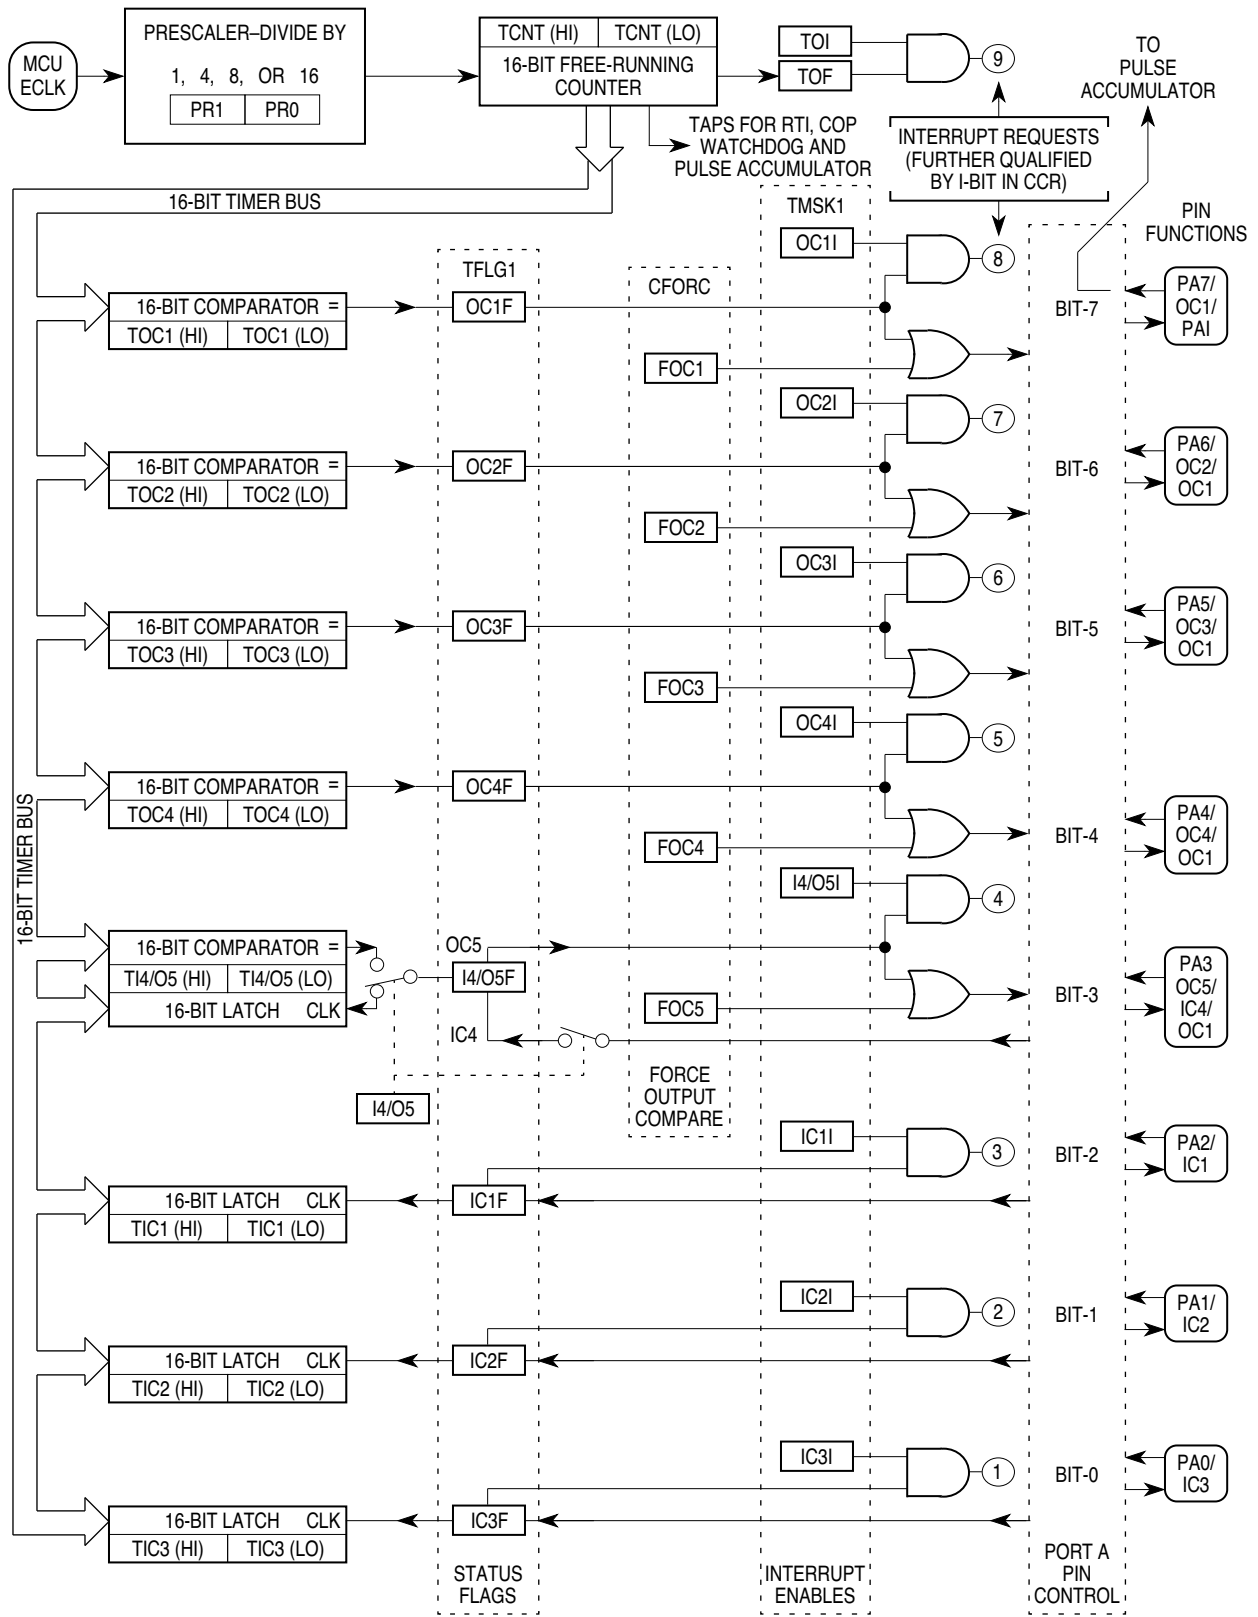 MCU
ECLK
PRESCALER–DIVIDE BY
1, 4, 8, OR 16
PR1 PR0
TCNT (HI) TCNT (LO)
16-BIT FREE-RUNNING
COUNTER
TOI
TOF
9
TO
PULSE
ACCUMULATOR
TAPS FOR RTI, COP
WATCHDOG AND
PULSE ACCUMULATOR
INTERRUPT REQUESTS
(FURTHER QUALIFIED
BY I-BIT IN CCR)
16-BIT TIMER BUS
16-BIT TIMER BUS
TFLG1
CFORC
TMSK1
PIN
FUNCTIONS
OC1I
8
16-BIT COMPARATOR =
TOC1 (HI) TOC1 (LO)
OC1F
FOC1
BIT-7
PA7/
OC1/
PAI
OC2I
7
16-BIT COMPARATOR =
TOC2 (HI) TOC2 (LO)
OC2F
FOC2
BIT-6
PA6/
OC2/
OC1
OC3I
6
16-BIT COMPARATOR =
TOC3 (HI) TOC3 (LO)
OC3F
FOC3
BIT-5
PA5/
OC3/
OC1
OC4I
5
16-BIT COMPARATOR =
TOC4 (HI) TOC4 (LO)
OC4F
FOC4
BIT-4
PA4/
OC4/
OC1
I4/O5I
4
16-BIT COMPARATOR =
TI4/O5 (HI) TI4/O5 (LO)
16-BIT LATCH CLK
OC5
I4/O5F
IC4
FOC5
BIT-3
PA3
OC5/
IC4/
OC1
I4/O5
FORCE
OUTPUT
COMPARE
IC1I
3
16-BIT LATCH CLK
TIC1 (HI) TIC1 (LO)
IC1F
BIT-2
PA2/
IC1
IC2I
2
16-BIT LATCH CLK
TIC2 (HI) TIC2 (LO)
IC2F
BIT-1
PA1/
IC2
IC3I
1
16-BIT LATCH CLK
TIC3 (HI) TIC3 (LO)
IC3F
BIT-0
PA0/
IC3
STATUS
FLAGS
INTERRUPT
ENABLES
PORT A
PIN
CONTROL